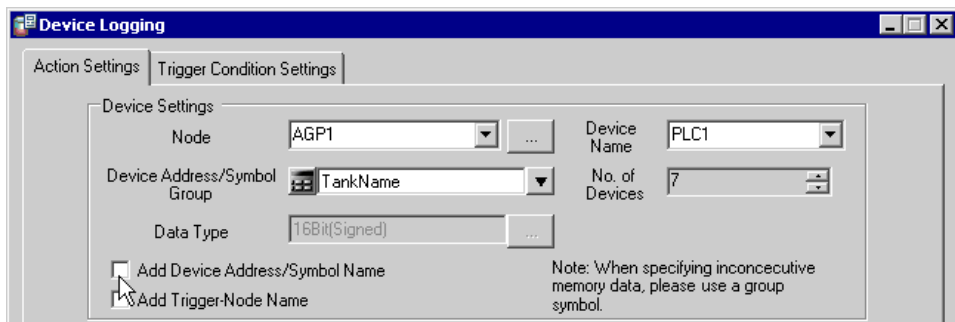 Device Logging
Action Settings
Trigger Condition Settings
Device Settings
Node
AGP1
...
Device
Name
PLC1
Device Address/Symbol
Group
TankName
No. of
Devices
7
Data Type
16Bit(Signed)
...
Add Device Address/Symbol Name
Add Trigger-Node Name
Note: When specifying inconcecutive
memory data, please use a group
symbol.